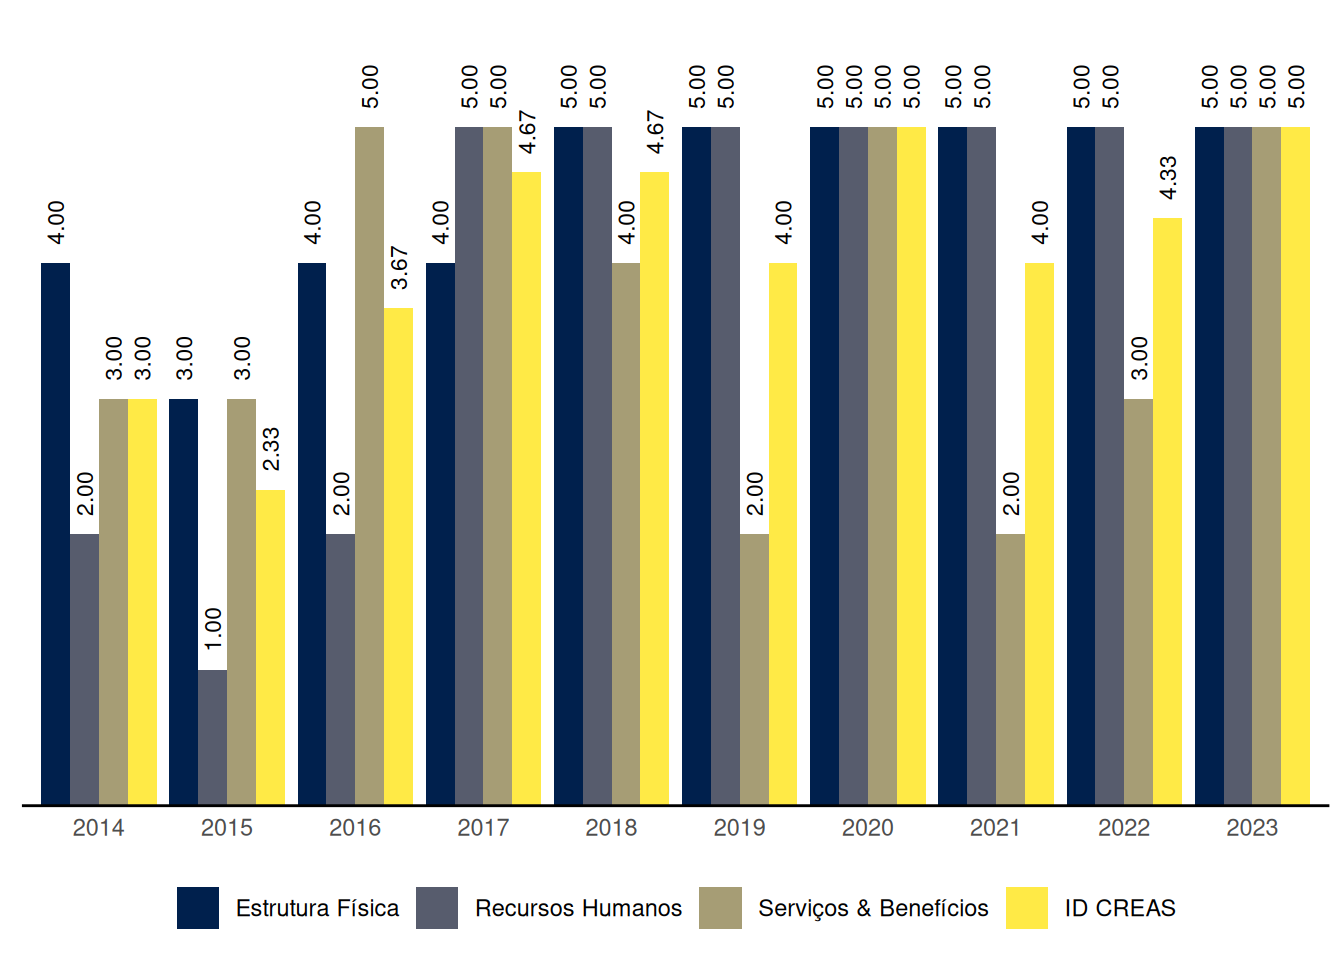 4.00 2.00 3.00 3.00 3.00 1.00 3.00 2.33 4.00 2.00 5.00 3.67 4.00 5.00 5.00 4.67 5.00 5.00 4.00 4.67 5.00 5.00 2.00 4.00 5.00 5.00 5.00 5.00 5.00 5.00 2.00 4.00 5.00 5.00 3.00 4.33 5.00 5.00 5.00 5.00
2014 2015 2016 2017 2018 2019 2020 2021 2022 2023
Estrutura Física Recursos Humanos Serviços & Benefícios ID CREAS